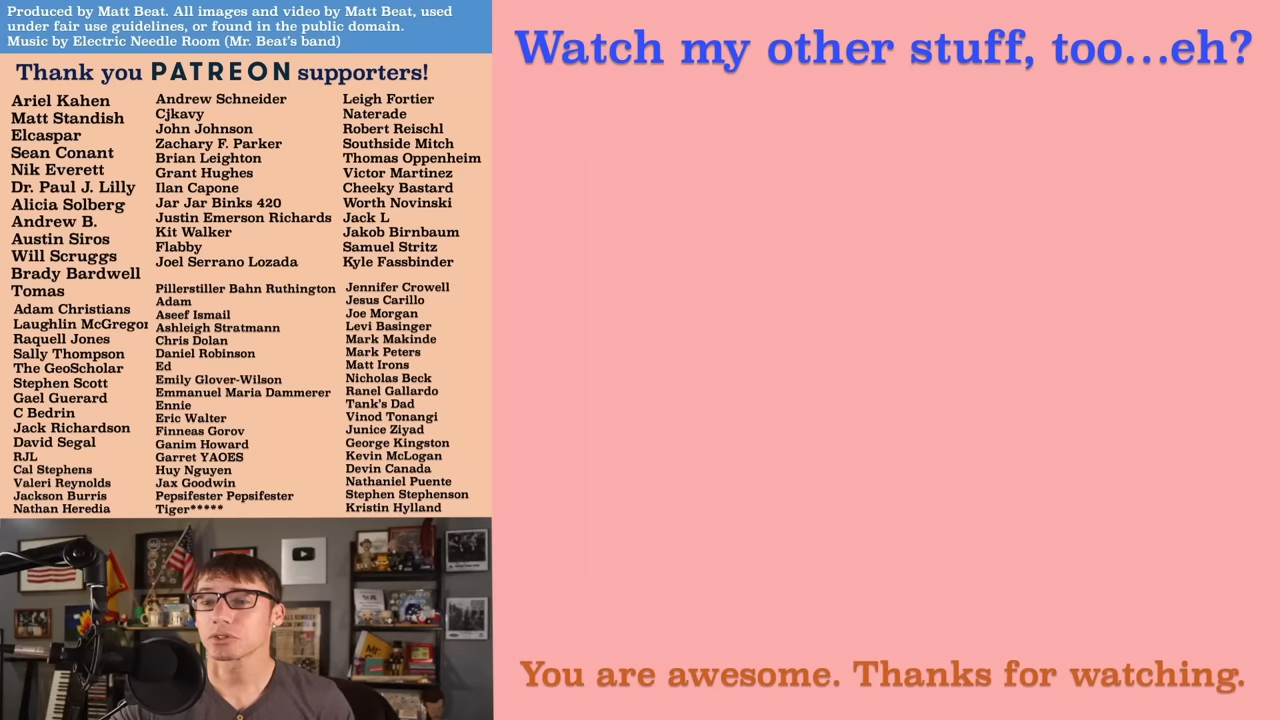 Produced by Matt Beat. All images and video by Matt Beat, used
under fair use guidelines, or found in the public domain.
Music by Electric Needle Room (Mr. Beat's band)
Thank you PATREON supporters!
Ariel Kahen
Matt Standish
Elcaspar
Sean Conant
Nik Everett
Dr. Paul J. Lilly
Alicia Solberg
Andrew B.
Austin Siros
Will Scruggs
Brady Bardwell
Tomas
Adam Christians
Laughlin McGregor
Raquell Jones
Sally Thompson
The GeoScholar
Stephen Scott
Gael Guerard
C Bedrin
Jack Richardson
David Segal
RJL
Cal Stephens
Valeri Reynolds
Jackson Burris
Nathan Heredia
Andrew Schneider
Cjkavy
John Johnson
Zachary F. Parker
Brian Leighton
Grant Hughes
Ilan Capone
Jar Jar Binks 420
Justin Emerson Richards
Kit Walker
Flabby
Joel Serrano Lozada
Pillerstiller Bahn Ruthington
Adam
Aseef Ismail
Ashleigh Stratmann
Chris Dolan
Daniel Robinson
Ed
Emily Glover-Wilson
Emmanuel Maria Dammerer
Ennie
Eric Walter
Finneas Gorov
Ganim Howard
Garret YAOES
Huy Nguyen
Jax Goodwin
Pepsifester Pepsifester
Tiger*****
Leigh Fortier
Naterade
Robert Reischl
Southside Mitch
Thomas Oppenheim
Victor Martinez
Cheeky Bastard
Worth Novinski
Jack L
Jakob Birnbaum
Samuel Stritz
Kyle Fassbinder
Jennifer Crowell
Jesus Carillo
Joe Morgan
Levi Basinger
Mark Makinde
Mark Peters
Matt Irons
Nicholas Beck
Ranel Gallardo
Tank's Dad
Vinod Tonangi
Junice Ziyad
George Kingston
Kevin McLogan
Devin Canada
Nathaniel Puente
Stephen Stephenson
Kristin Hylland
Watch my other stuff, too...eh?
You are awesome. Thanks for watching.